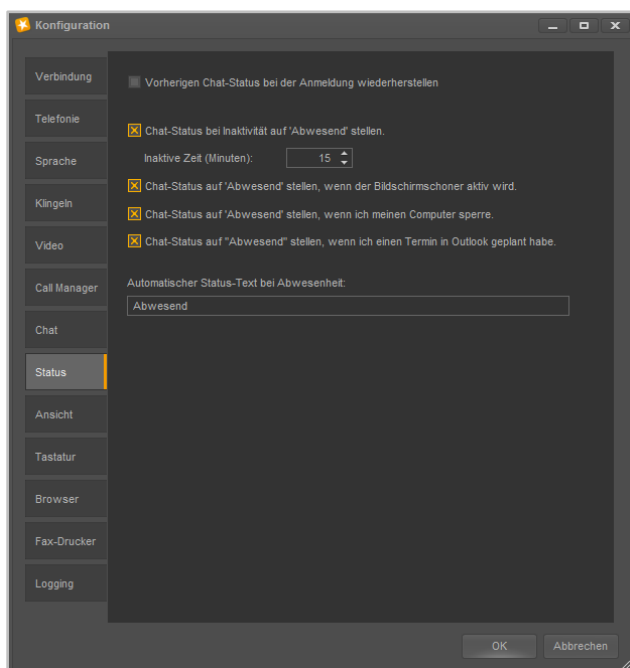 Konfiguration
Verbindung
Telefonie
Sprache
Klingeln
Video
Call Manager
Chat
Status
Ansicht
Tastatur
Browser
Fax-Drucker
Logging
Vorherigen Chat-Status bei der Anmeldung wiederherstellen
Chat-Status bei Inaktivität auf 'Abwesend' stellen.
Inaktive Zeit (Minuten): 15
Chat-Status auf 'Abwesend' stellen, wenn der Bildschirmschoner aktiv wird.
Chat-Status auf 'Abwesend' stellen, wenn ich meinen Computer sperre.
Chat-Status auf "Abwesend" stellen, wenn ich einen Termin in Outlook geplant habe.
Automatischer Status-Text bei Abwesenheit:
Abwesend
OK Abbrechen